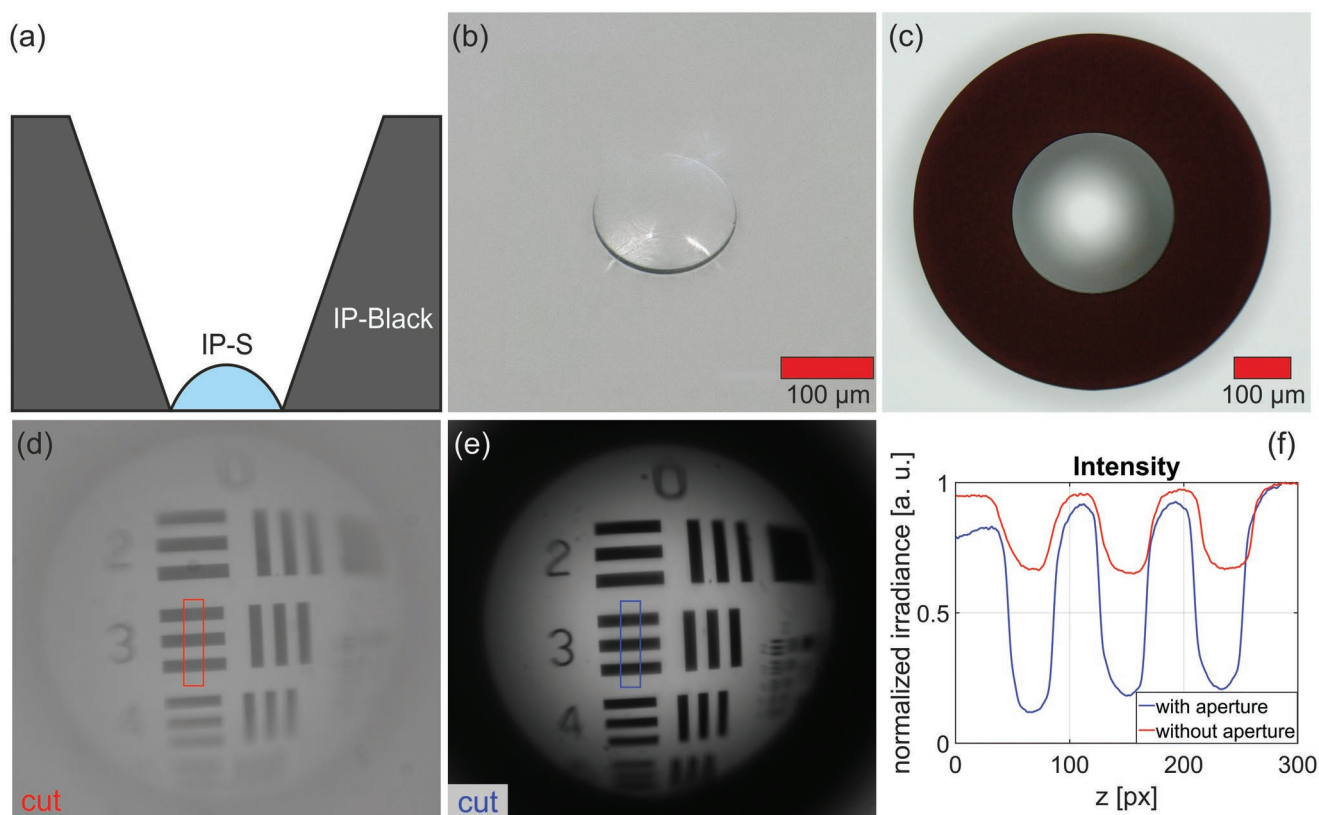 (a)
IP-S
IP-Black
(b)
100 µm
(c)
100 µm
(d)
0
2
3
4
cut
(e)
0
2
3
4
cut
(f)
Intensity
normalized irradiance [a. u.]
1
0.5
0
0
100
200
300
z [px]
with aperture
without aperture